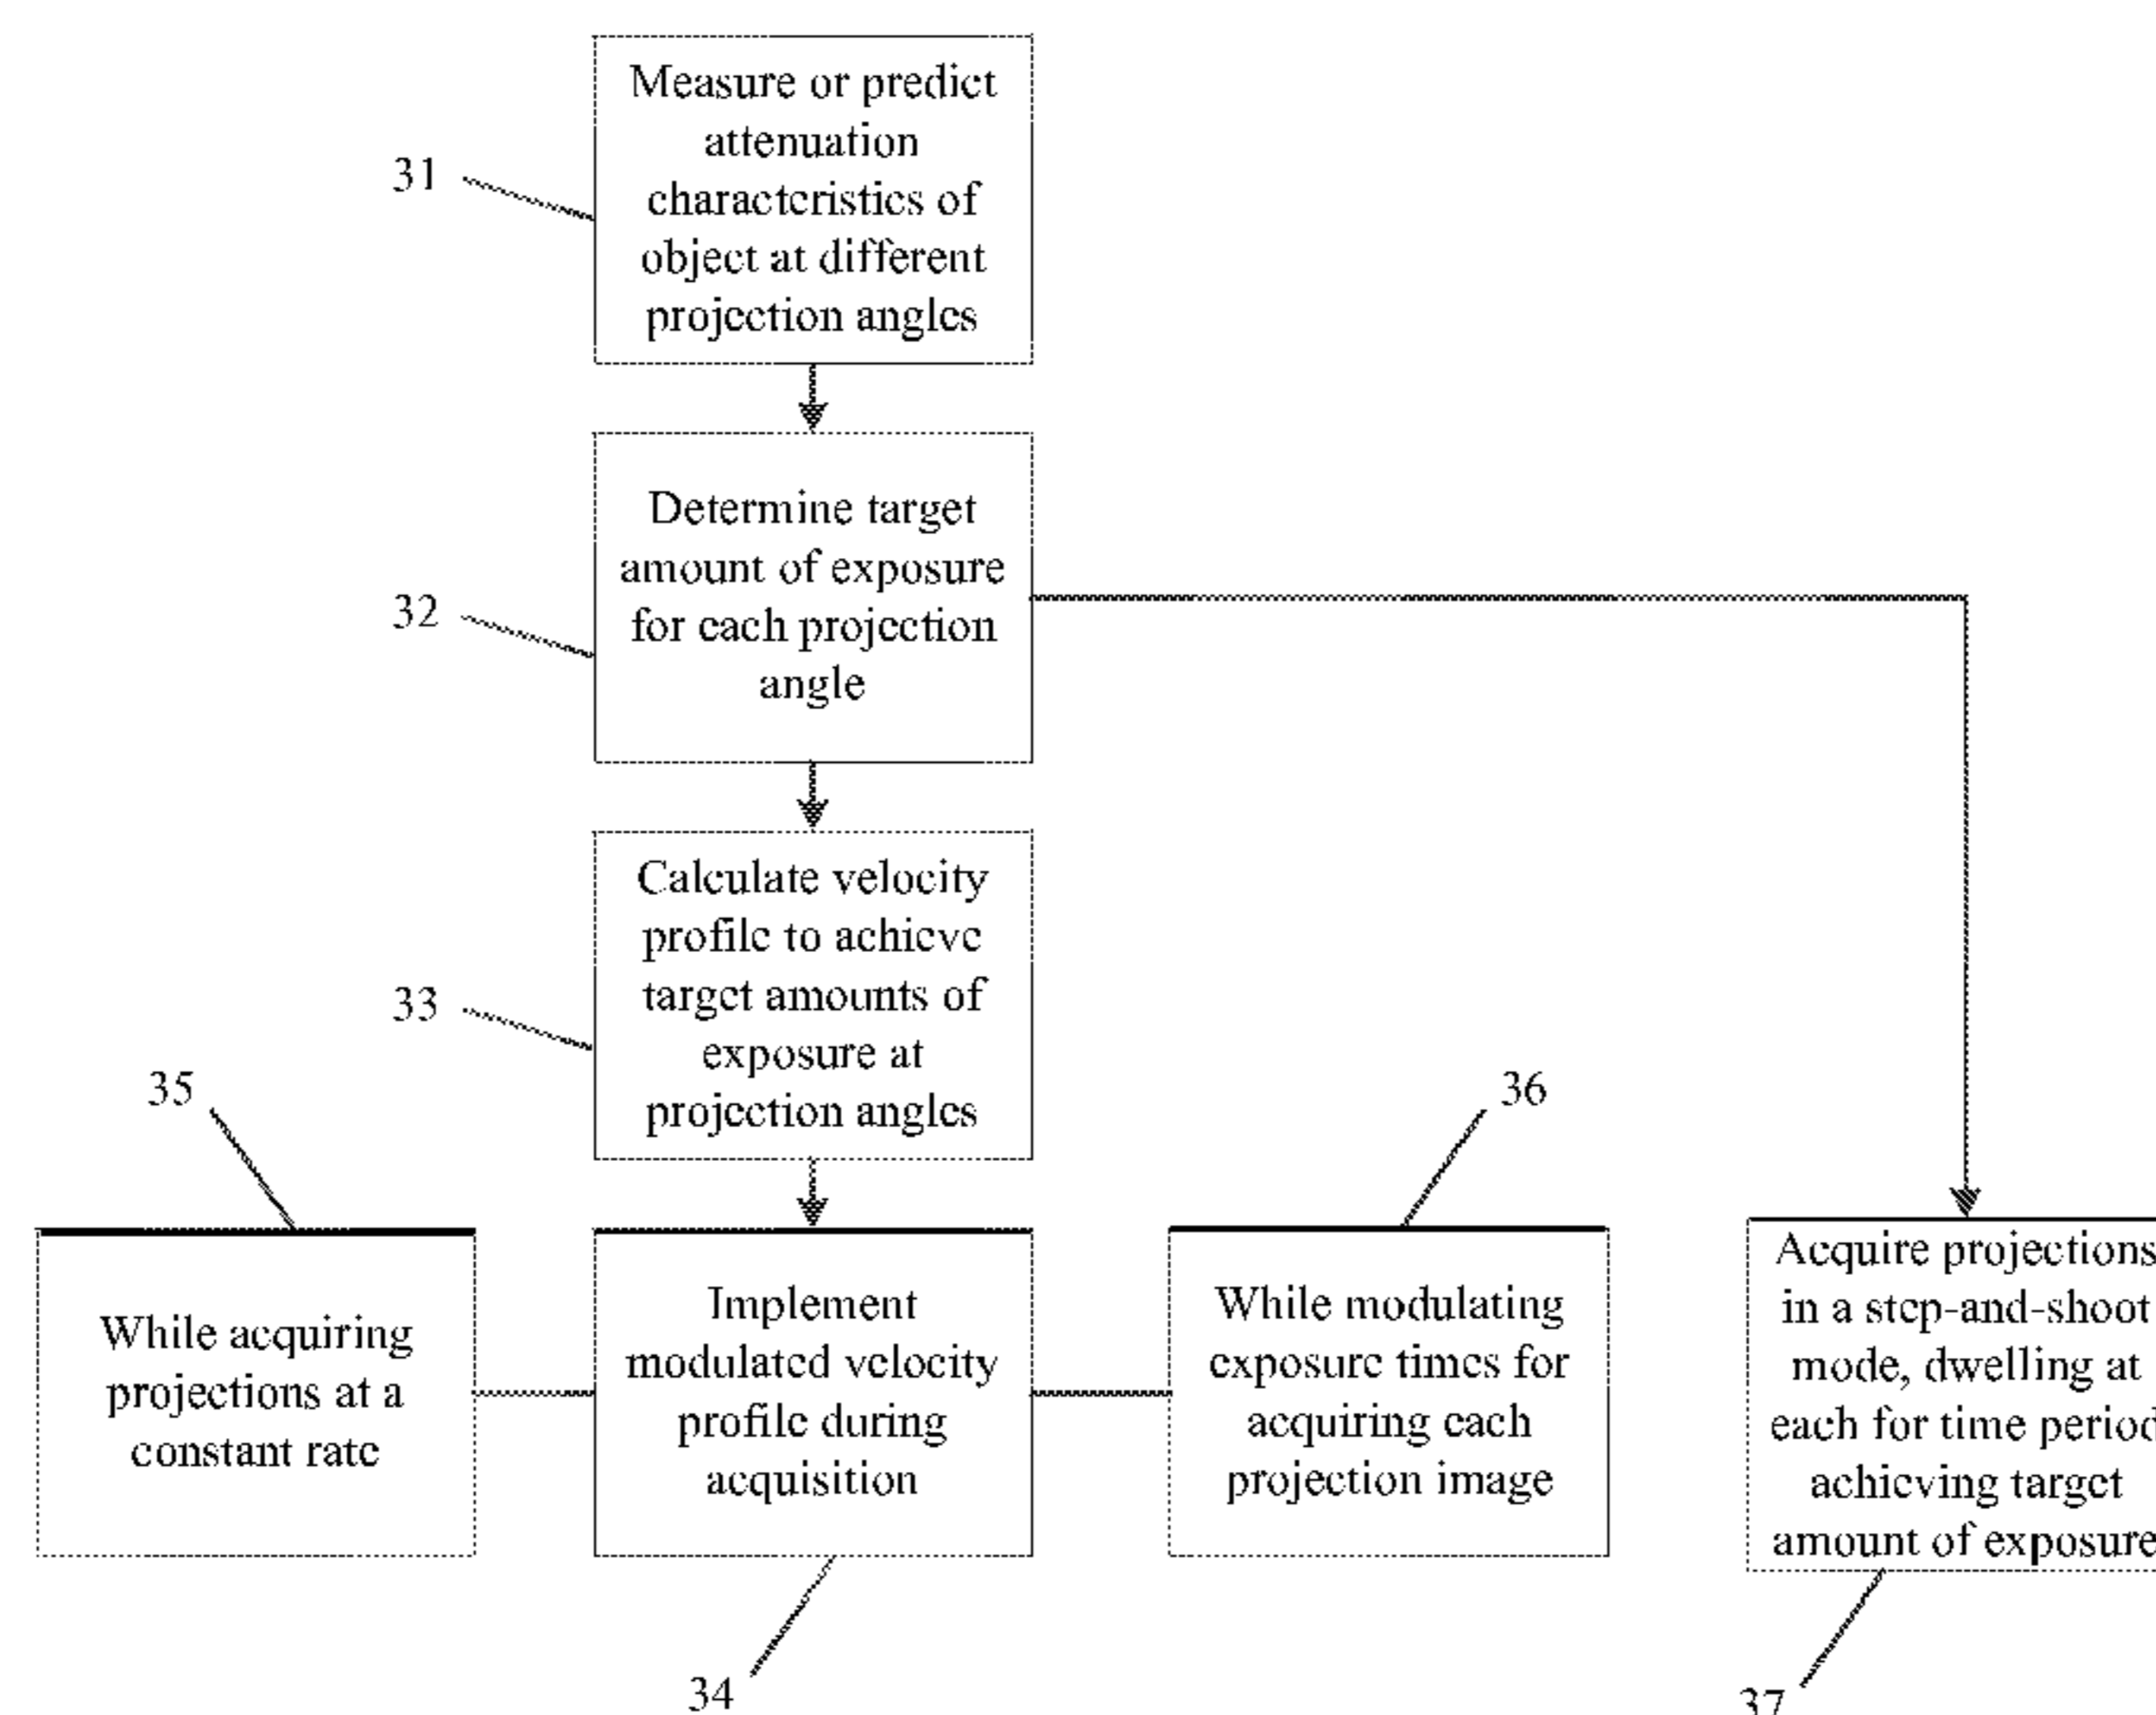 Measure or predict
attenuation
characteristics of
object at different
projection angles
31
Determine target
amount of exposure
for each projection
angle
32
Calculate velocity
profile to achieve
target amounts of
exposure at
projection angles
33
35
36
While acquiring
projections at a
constant rate
Implement
modulated velocity
profile during
acquisition
While modulating
exposure times for
acquiring each
projection image
Acquire projections
in a step-and-shoot
mode, dwelling at
each for time period
achieving target
amount of exposure
34
37